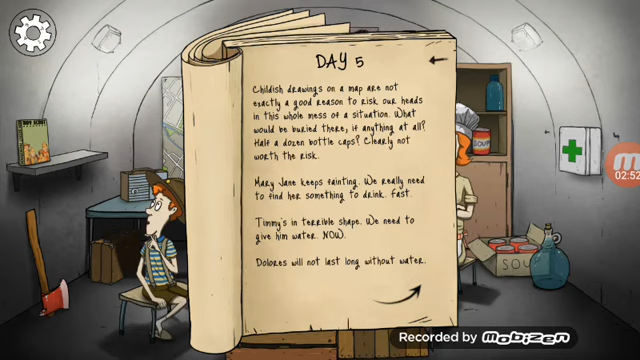 DAY 5
Childish drawings on a map are not
exactly a good reason to risk our heads
in this whole mess of a situation. What
would be buried there, if anything at all?
Half a dozen bottle caps? Clearly not
worth the risk.
Mary Jane keeps fainting. We really need
to find her something to drink. Fast.
Timmy's in terrible shape. We need to
give him water. NOW.
Dolores will not last long without water.
SOUP
SOU
02:52
Recorded by MOBIZEN